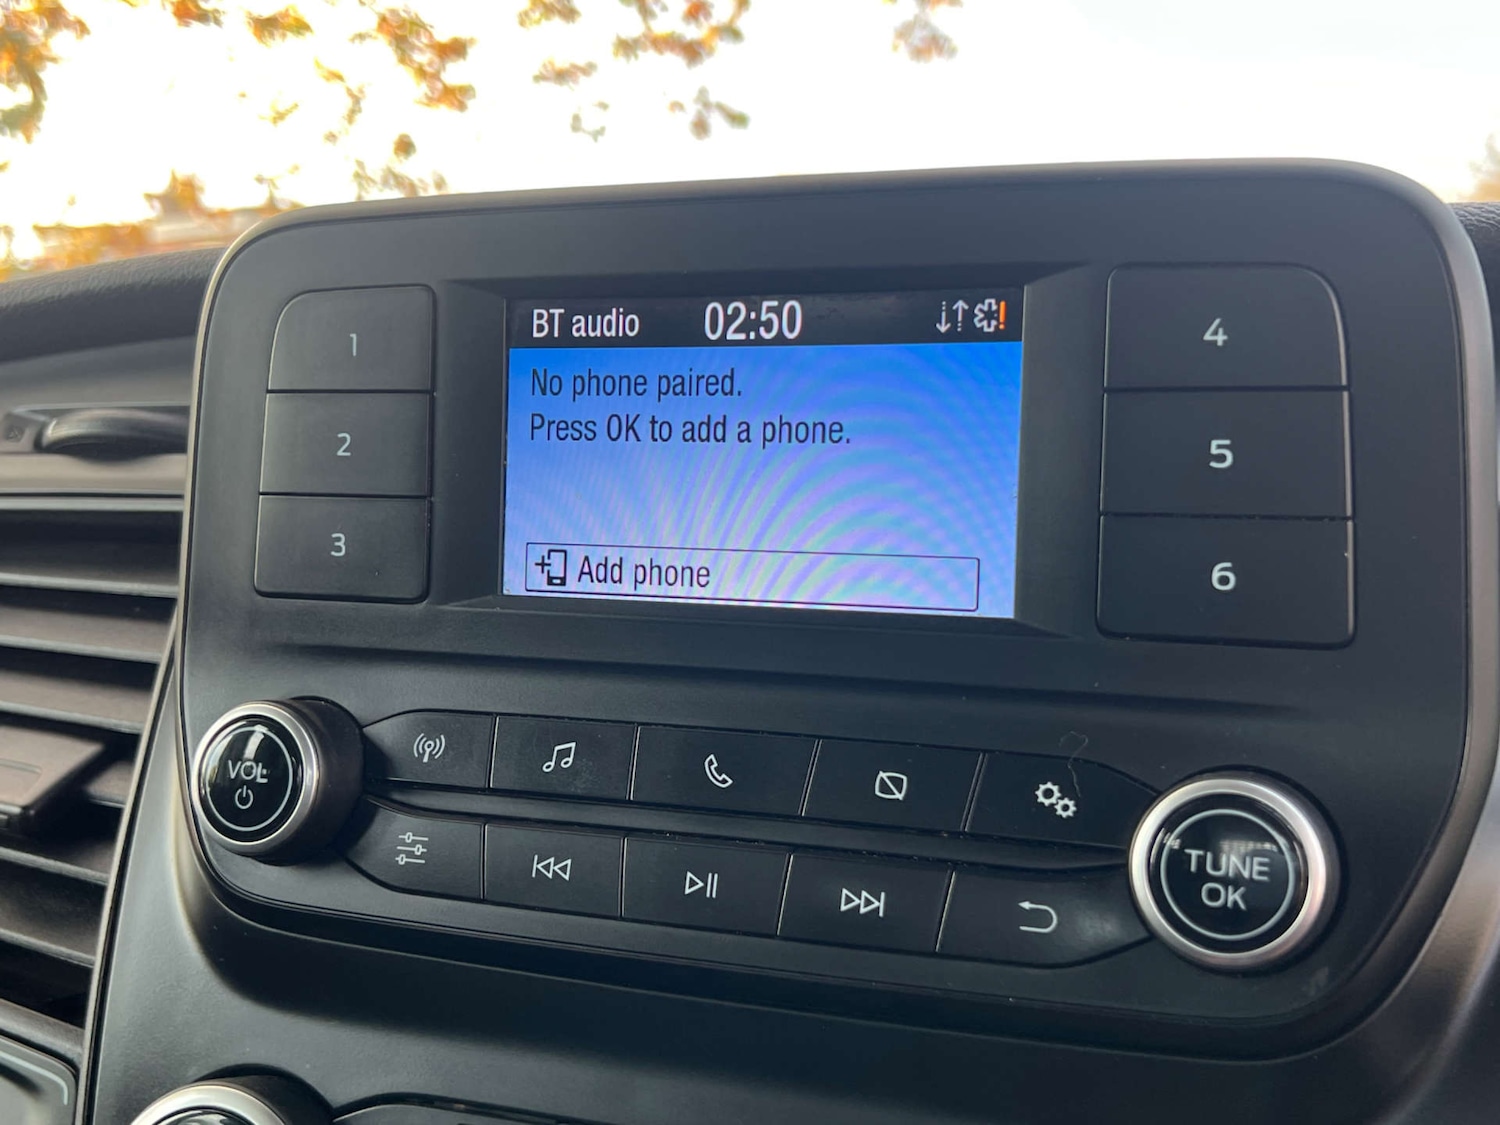 BT audio 02:50
No phone paired.
Press OK to add a phone.
Add phone
1
2
3
4
5
6
VOL
TUNE
OK